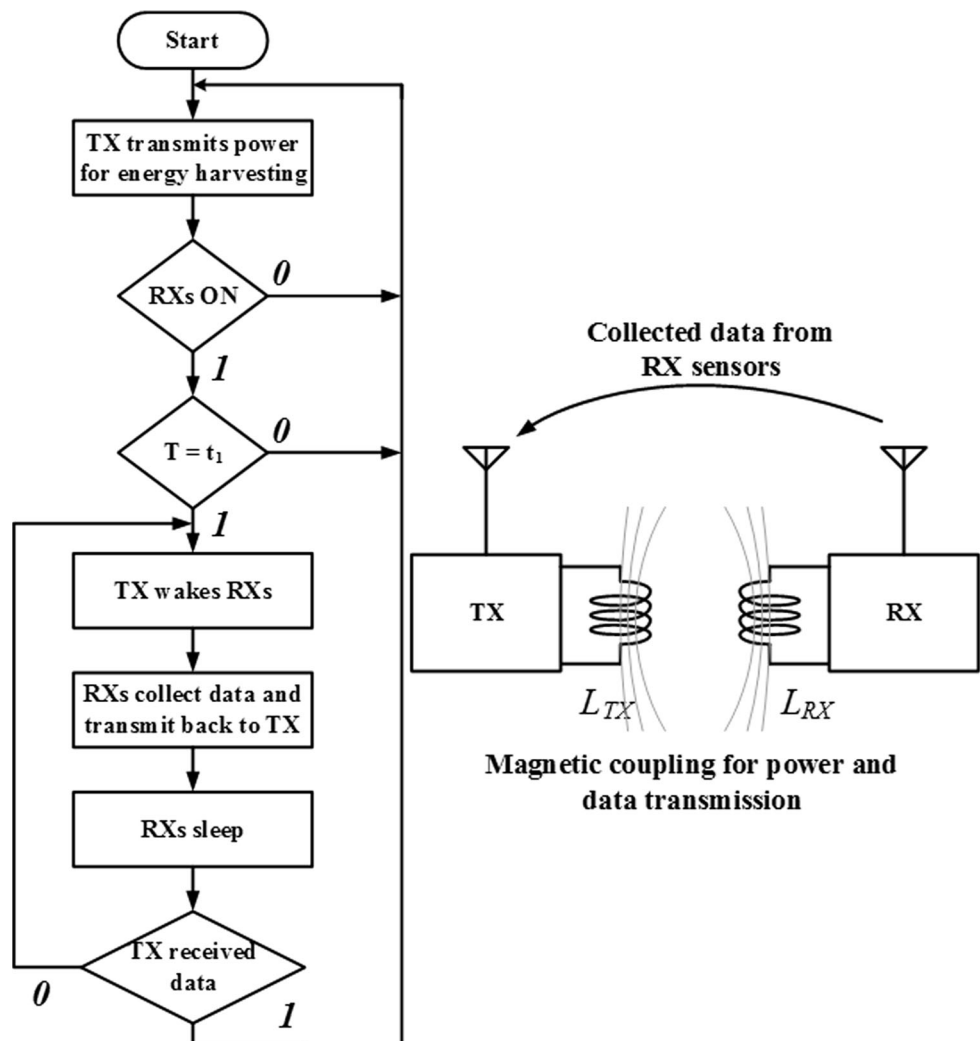 Start
TX transmits power
for energy harvesting
RXs ON
0
1
T = t₁
0
1
TX wakes RXs
RXs collect data and
transmit back to TX
RXs sleep
TX received
data
0
1
Collected data from
RX sensors
TX
RX
L_TX
L_RX
Magnetic coupling for power and
data transmission